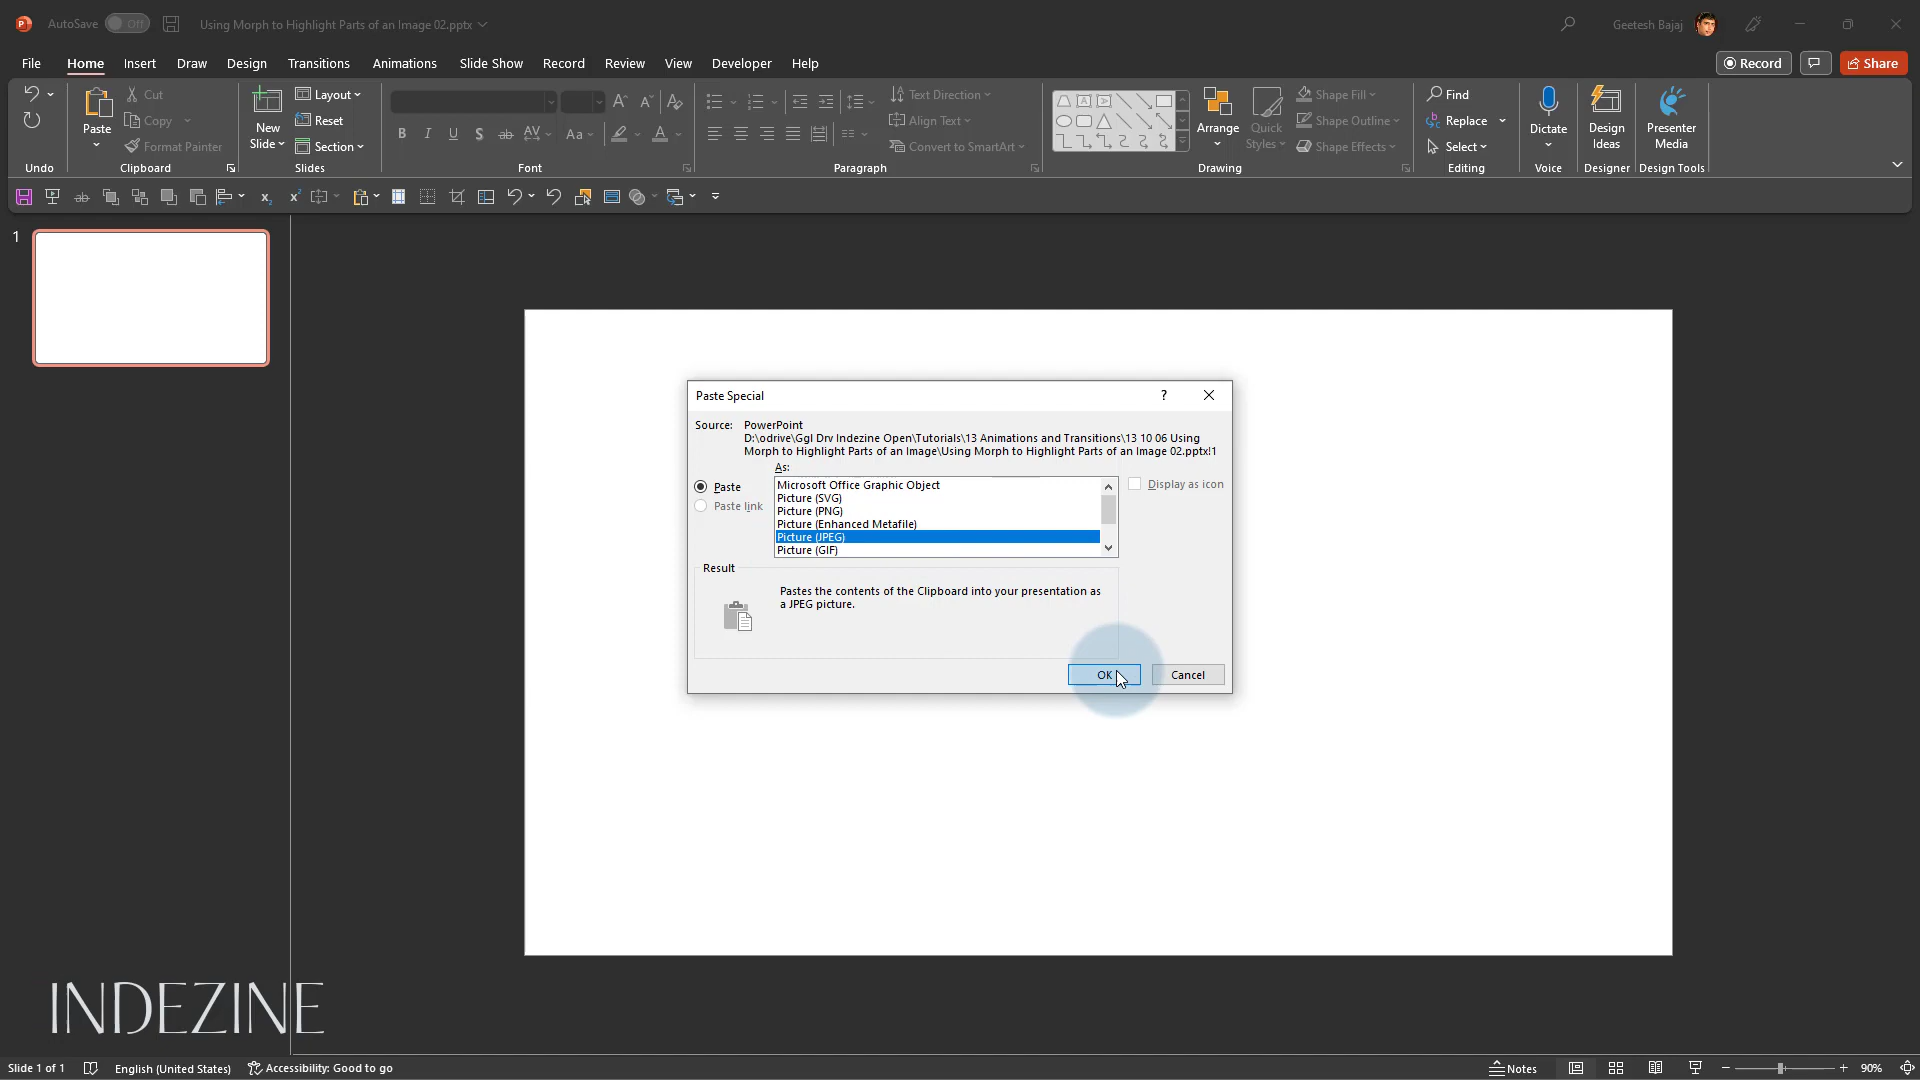 AutoSave Off Using Morph to Highlight Parts of an Image 02.pptx Geetesh Bajaj
File Home Insert Draw Design Transitions Animations Slide Show Record Review View Developer Help Record Share
Paste Cut Copy Format Painter
New Slide Layout Reset Section
B I U S ab AV Aa A
Text Direction Align Text Convert to SmartArt
Arrange Quick Styles Shape Fill Shape Outline Shape Effects
Find Replace Select
Dictate Design Ideas Presenter Media
Undo Clipboard Slides Font Paragraph Drawing Editing Voice Designer Design Tools
1
Paste Special ?
Source: PowerPoint
D:\odrive\Ggl Drv Indezine Open\Tutorials\13 Animations and Transitions\13 10 06 Using
Morph to Highlight Parts of an Image\Using Morph to Highlight Parts of an Image 02.pptx!1
As:
Paste
Paste link
Microsoft Office Graphic Object
Picture (SVG)
Picture (PNG)
Picture (Enhanced Metafile)
Picture (JPEG)
Picture (GIF)
Display as icon
Result
Pastes the contents of the Clipboard into your presentation as
a JPEG picture.
OK Cancel
INDEZINE
Slide 1 of 1 English (United States) Accessibility: Good to go Notes 90%